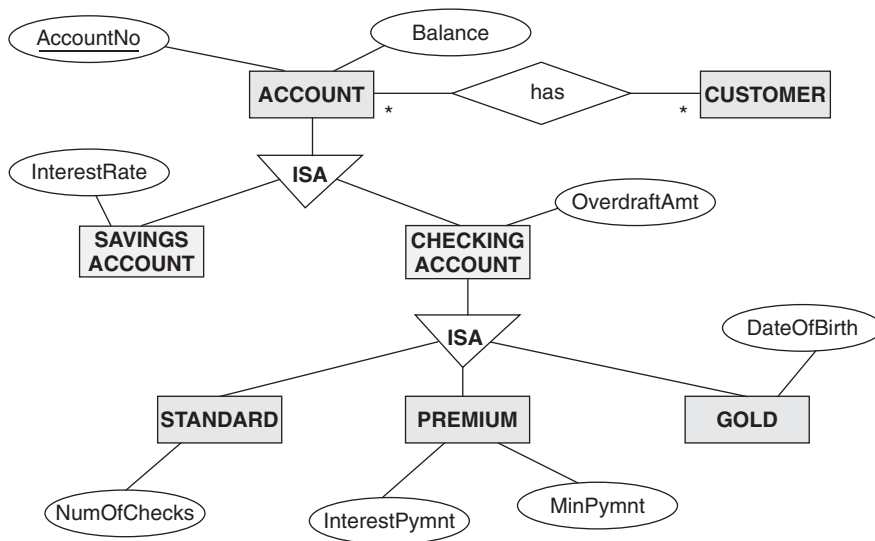 AccountNo
Balance
ACCOUNT
*
has
*
CUSTOMER
ISA
InterestRate
OverdraftAmt
SAVINGS
ACCOUNT
CHECKING
ACCOUNT
ISA
DateOfBirth
STANDARD
PREMIUM
GOLD
NumOfChecks
InterestPymnt
MinPymnt